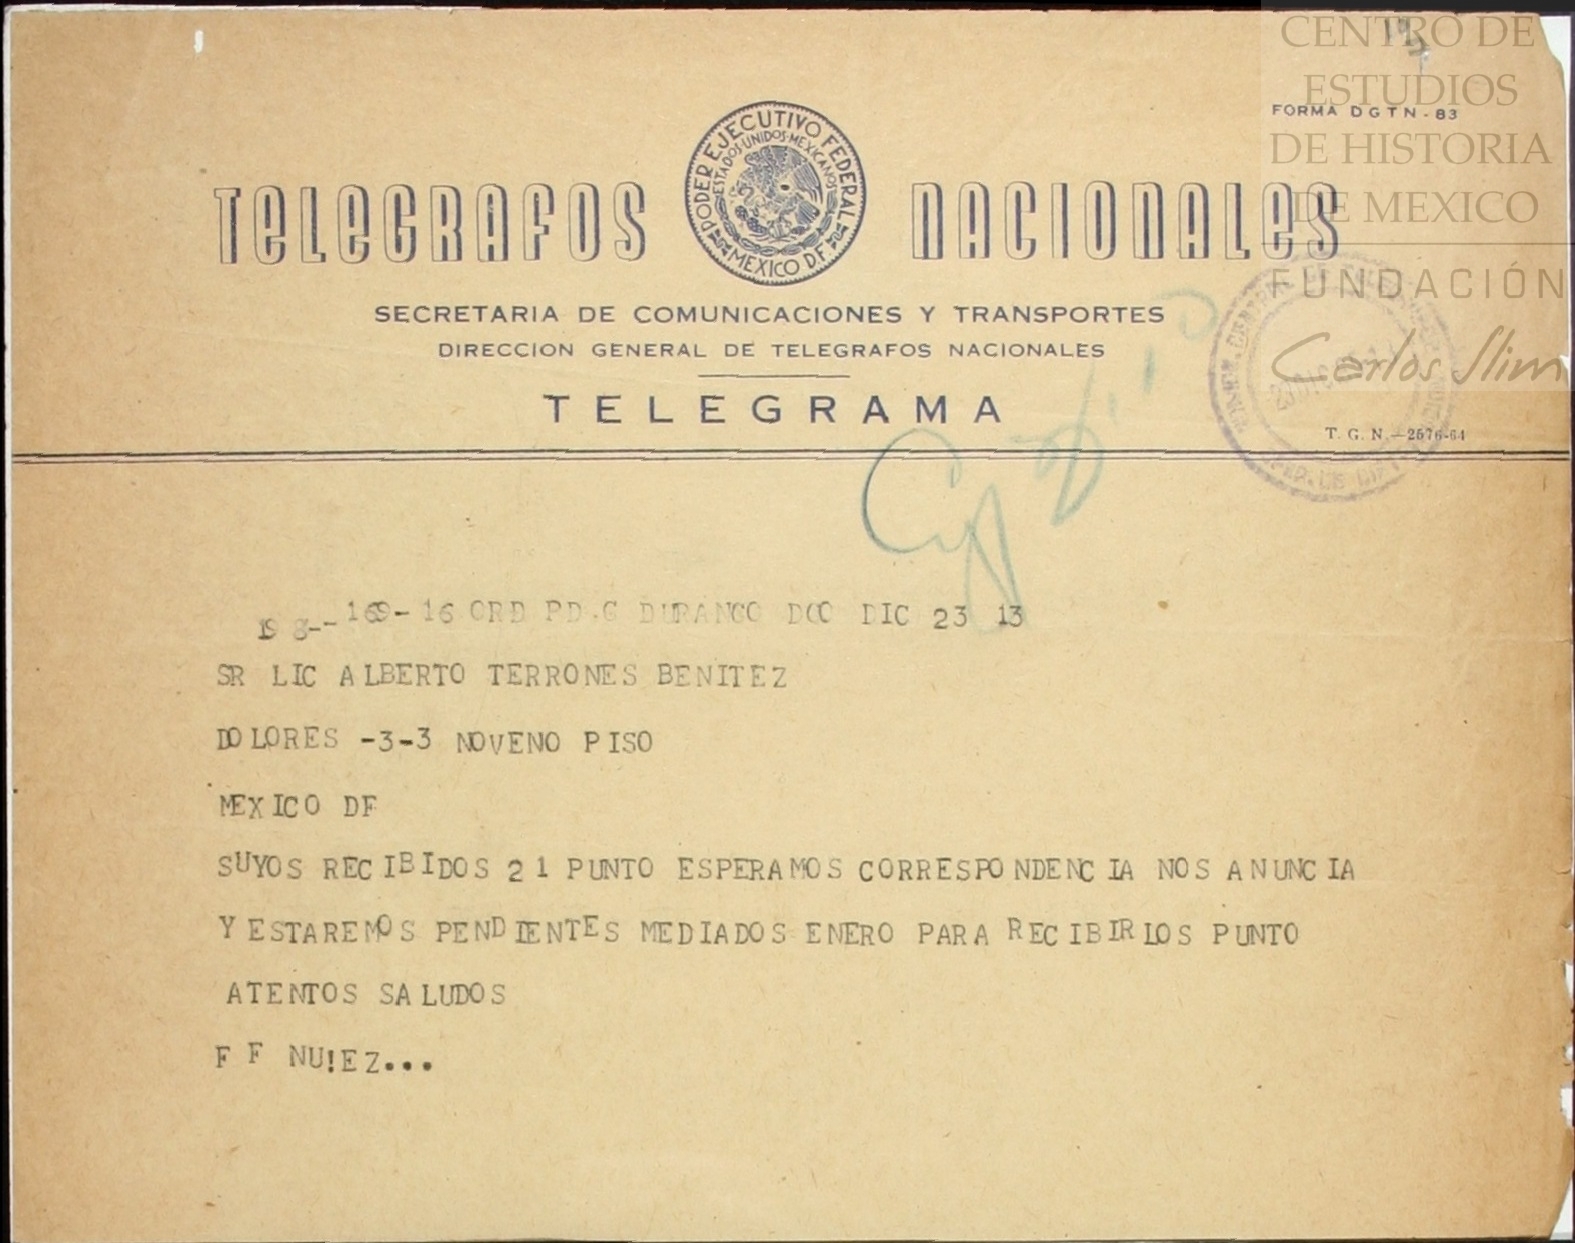 CENTRO DE
ESTUDIOS
DE HISTORIA
DE MEXICO
FUNDACIÓN
Carlos Slim
FORMA DGTN-83
TELEGRAFOS NACIONALES
PODER EJECUTIVO FEDERAL
ESTADOS UNIDOS MEXICANOS
MEXICO D.F.
SECRETARIA DE COMUNICACIONES Y TRANSPORTES
DIRECCION GENERAL DE TELEGRAFOS NACIONALES
TELEGRAMA
T. G. N.—2576-64
198--169-16 ORD PD.C DURANGO DGO DIC 23 13
SR LIC ALBERTO TERRONES BENITEZ
DOLORES -3-3 NOVENO PISO
MEXICO DF
SUYOS RECIBIDOS 21 PUNTO ESPERAMOS CORRESPONDENCIA NOS ANUNCIA
Y ESTAREMOS PENDIENTES MEDIADOS ENERO PARA RECIBIRLOS PUNTO
ATENTOS SALUDOS
F F NU!EZ...